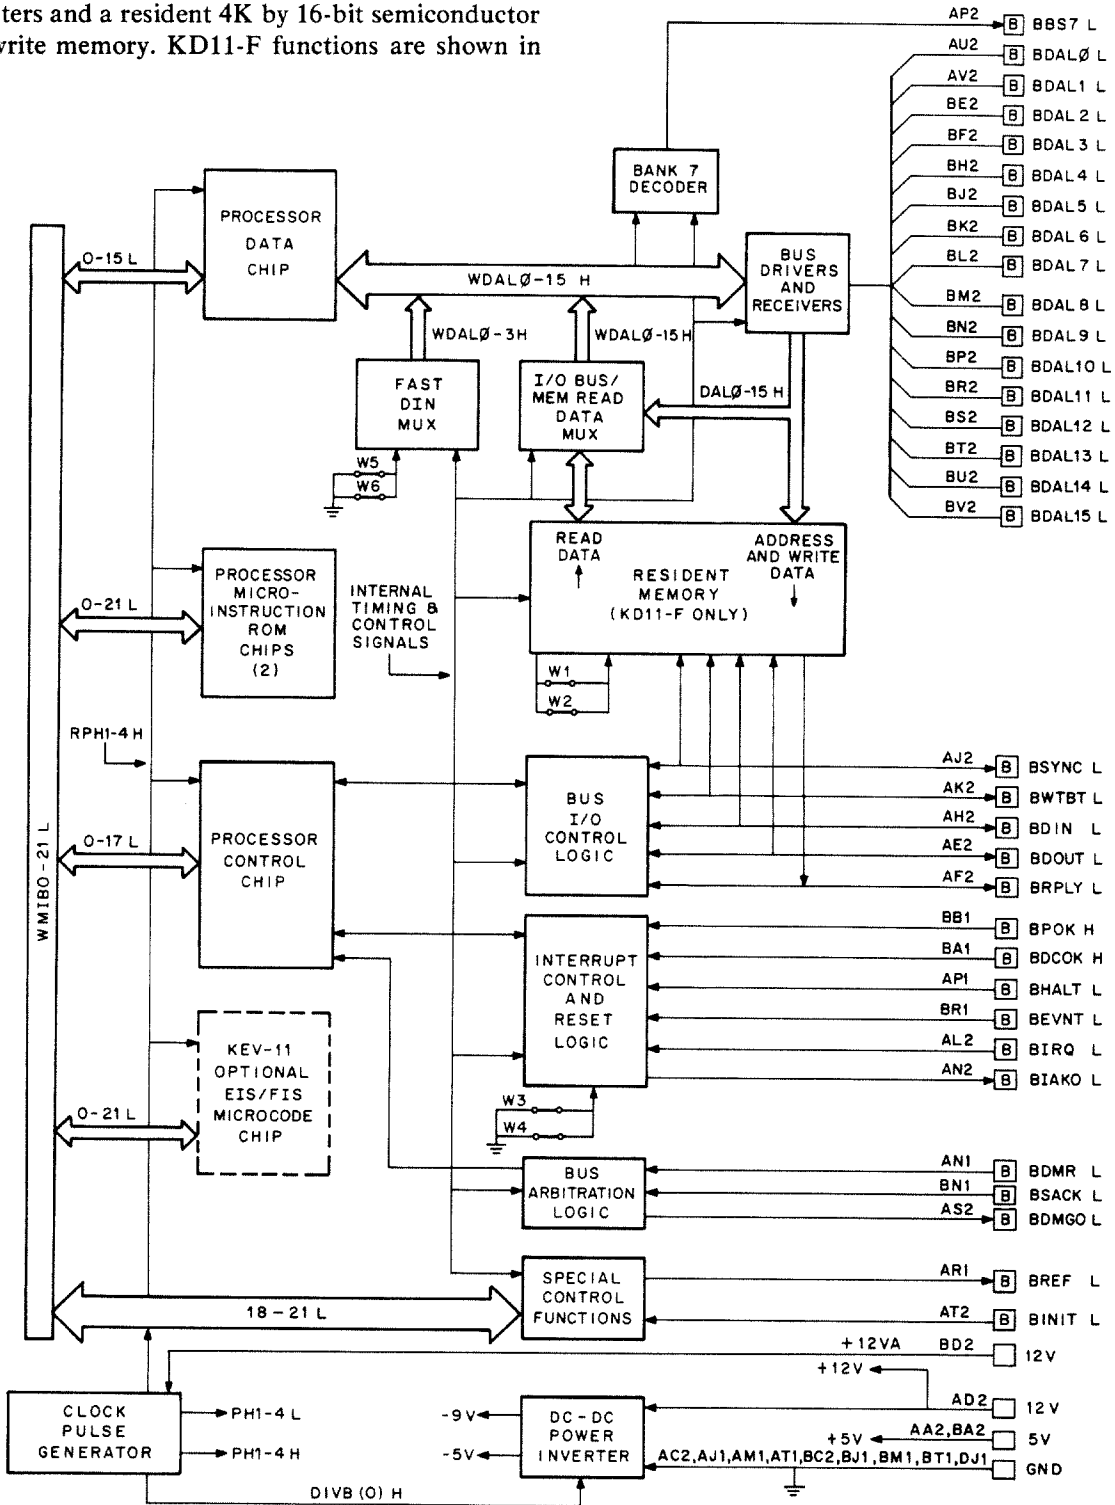 ters and a resident 4K by 16-bit semiconductor
write memory. KD11-F functions are shown in
AP2 B BBS7 L
AU2 B BDALØ L
AV2 B BDAL1 L
BE2 B BDAL 2 L
BF2 B BDAL 3 L
BH2 B BDAL 4 L
BJ2 B BDAL5 L
BK2 B BDAL 6 L
BL2 B BDAL 7 L
BM2 B BDAL 8 L
BN2 B BDAL 9 L
BP2 B BDAL10 L
BR2 B BDAL11 L
BS2 B BDAL12 L
BT2 B BDAL13 L
BU2 B BDAL14 L
BV2 B BDAL15 L
BANK 7
DECODER
PROCESSOR
DATA
CHIP
0-15 L
WDALØ-15 H
BUS
DRIVERS
AND
RECEIVERS
WDALØ-3H
WDALØ-15H
FAST
DIN
MUX
I/O BUS/
MEM READ
DATA
MUX
DALØ-15 H
W5
W6
READ
DATA
ADDRESS
AND WRITE
DATA
RESIDENT
MEMORY
(KD11-F ONLY)
W1
W2
PROCESSOR
MICRO-
INSTRUCTION
ROM
CHIPS
(2)
0-21 L
INTERNAL
TIMING &
CONTROL
SIGNALS
RPH1-4 H
WMIBO-21 L
PROCESSOR
CONTROL
CHIP
0-17 L
BUS
I/O
CONTROL
LOGIC
AJ2 B BSYNC L
AK2 B BWTBT L
AH2 B BDIN L
AE2 B BDOUT L
AF2 B BRPLY L
INTERRUPT
CONTROL
AND
RESET
LOGIC
BB1 B BPOK H
BA1 B BDCOK H
AP1 B BHALT L
BR1 B BEVNT L
AL2 B BIRQ L
AN2 B BIAKO L
W3
W4
KEV-11
OPTIONAL
EIS/FIS
MICROCODE
CHIP
0-21 L
BUS
ARBITRATION
LOGIC
AN1 B BDMR L
BN1 B BSACK L
AS2 B BDMGO L
SPECIAL
CONTROL
FUNCTIONS
18-21 L
AR1 B BREF L
AT2 B BINIT L
+12VA BD2 12V
+12V
AD2 12V
+5V AA2,BA2 5V
AC2,AJ1,AM1,AT1,BC2,BJ1,BM1,BT1,DJ1 GND
CLOCK
PULSE
GENERATOR
PH1-4 L
PH1-4 H
-9V
-5V
DC-DC
POWER
INVERTER
DIVB (0) H